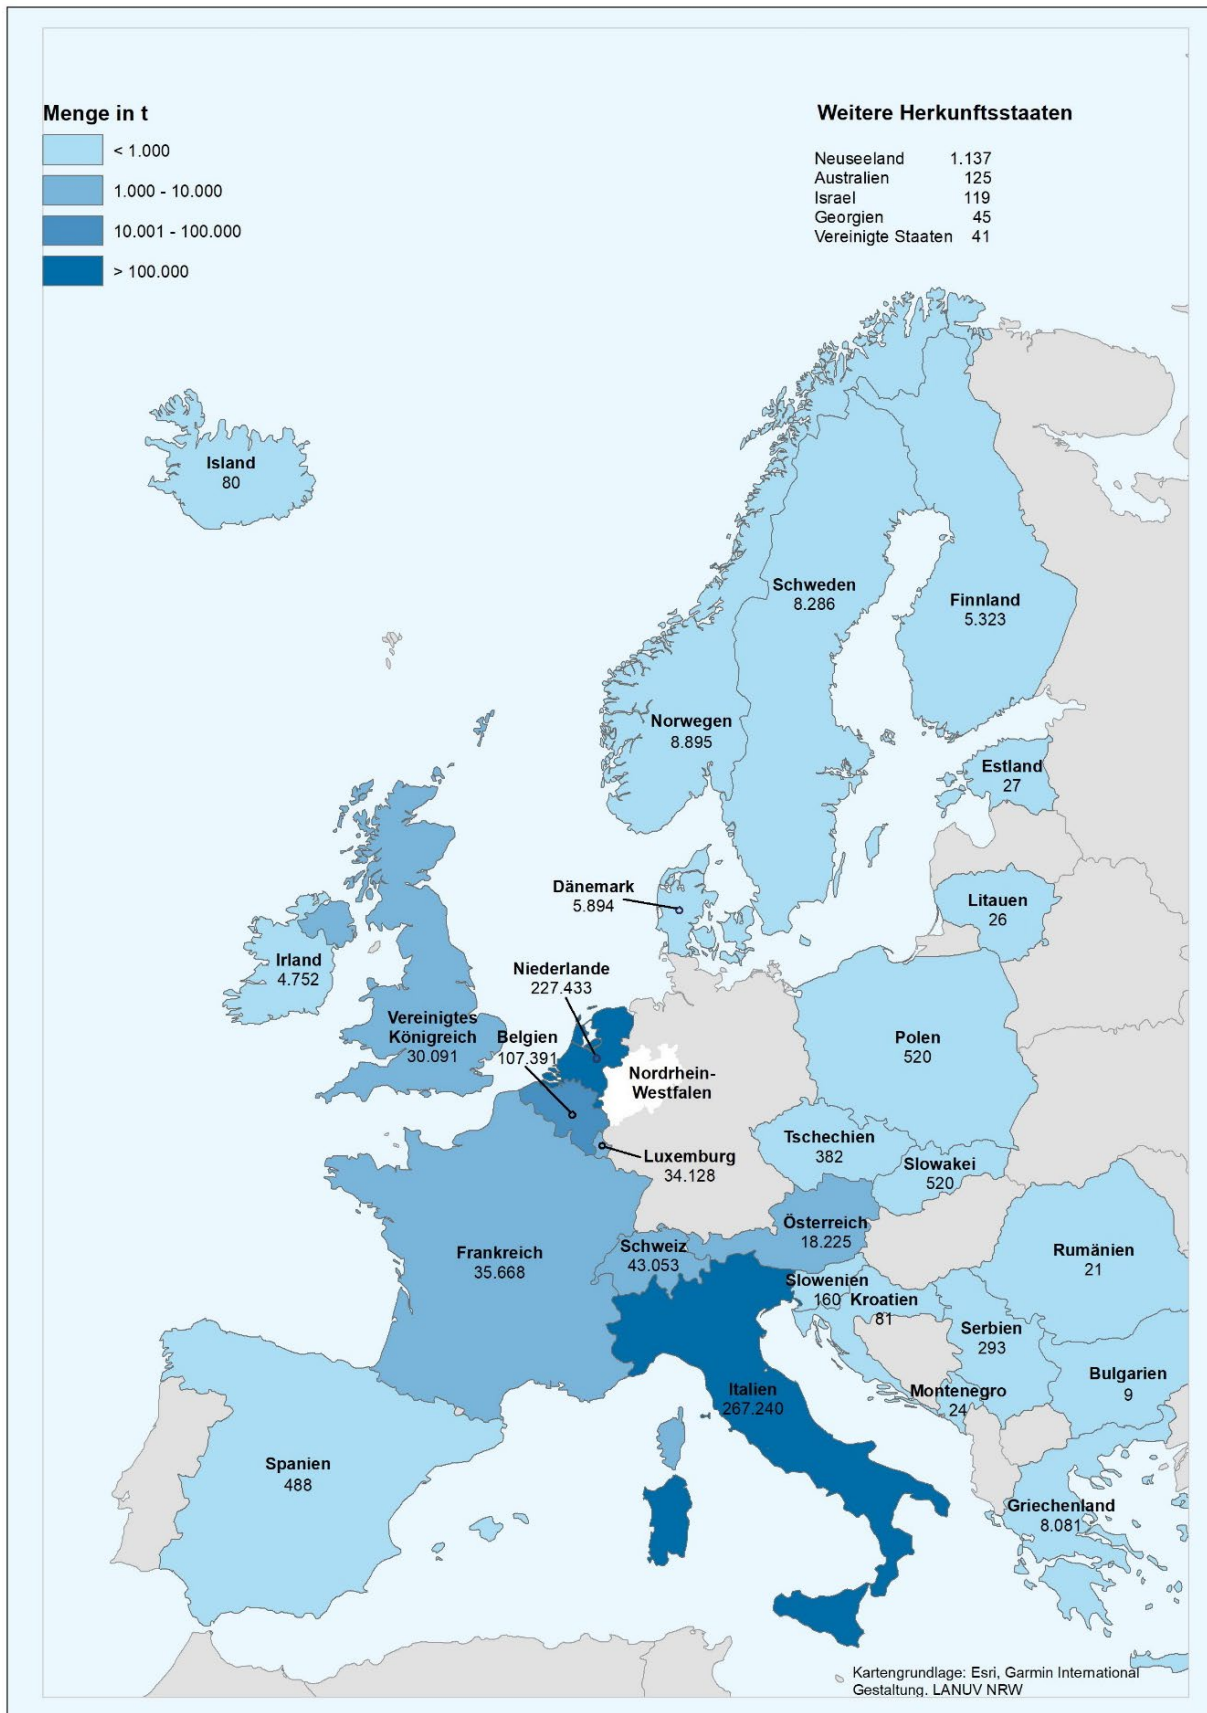 Menge in t
< 1.000
1.000 - 10.000
10.001 - 100.000
> 100.000
Weitere Herkunftsstaaten
Neuseeland 1.137
Australien 125
Israel 119
Georgien 45
Vereinigte Staaten 41
Island
80
Schweden
8.286
Finnland
5.323
Norwegen
8.895
Estland
27
Dänemark
5.894
Litauen
26
Irland
4.752
Niederlande
227.433
Vereinigtes
Königreich
30.091
Belgien
107.391
Polen
520
Nordrhein-
Westfalen
Tschechien
382
Slowakei
520
Luxemburg
34.128
Österreich
18.225
Schweiz
43.053
Frankreich
35.668
Rumänien
21
Slowenien
160
Kroatien
81
Serbien
293
Bulgarien
9
Montenegro
24
Italien
267.240
Spanien
488
Griechenland
8.081
Kartengrundlage: Esri, Garmin International
Gestaltung. LANUV NRW